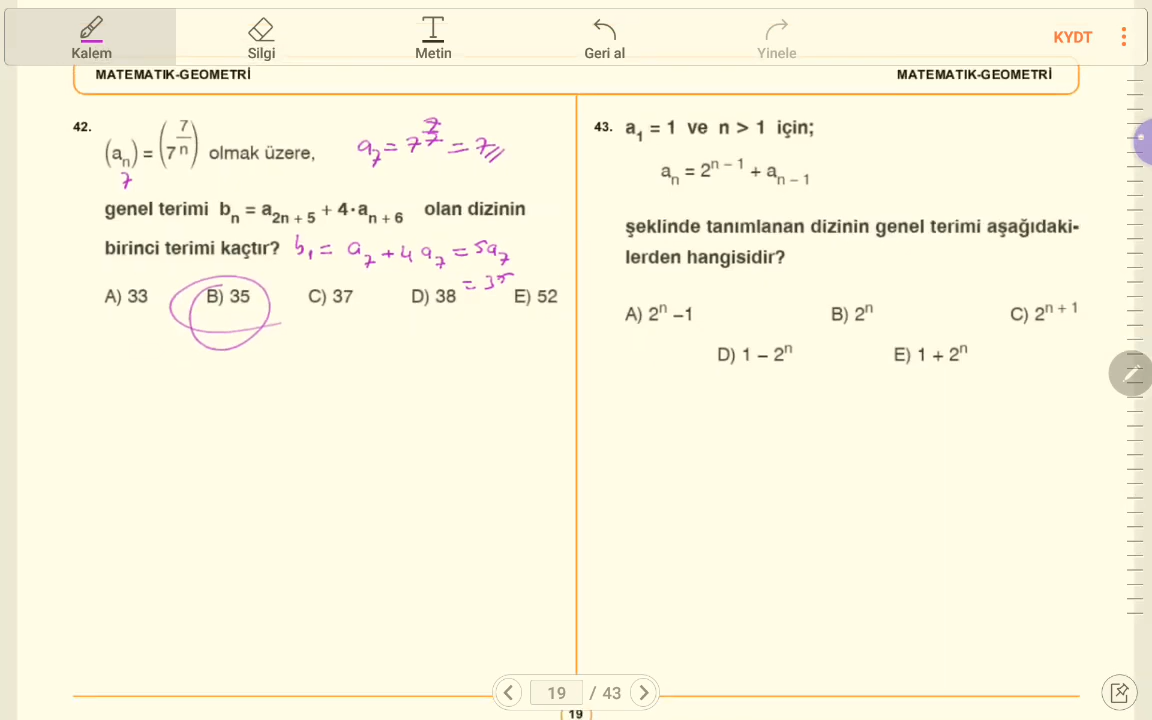 Kalem Silgi Metin Geri al Yinele KYDT
MATEMATIK-GEOMETRİ
MATEMATIK-GEOMETRİ
42.
(aₙ) = (7^(7/n)) olmak üzere, a₇ = 7^(7/7) = 7
7
genel terimi bₙ = a₂ₙ₊₅ + 4·aₙ₊₆ olan dizinin
birinci terimi kaçtır? b₁ = a₇ + 4a₇ = 5a₇
= 35
A) 33 B) 35 C) 37 D) 38 E) 52
43. a₁ = 1 ve n > 1 için;
aₙ = 2ⁿ⁻¹ + aₙ₋₁
şeklinde tanımlanan dizinin genel terimi aşağıdaki-
lerden hangisidir?
A) 2ⁿ –1 B) 2ⁿ C) 2ⁿ⁺¹
D) 1 – 2ⁿ E) 1 + 2ⁿ
19 / 43
19